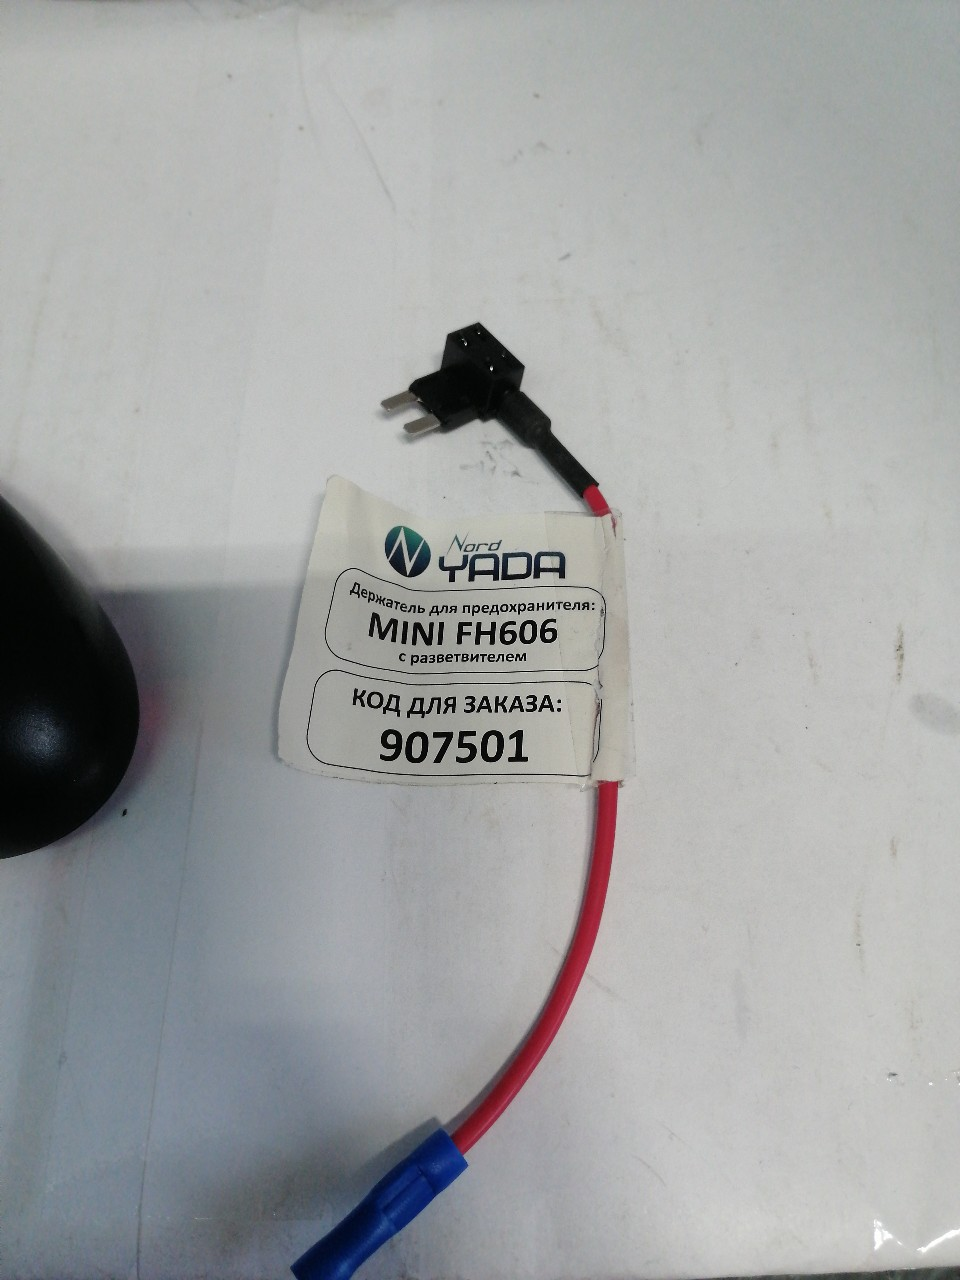 Nord
YADA
Держатель для предохранителя:
MINI FH606
с разветвителем
КОД ДЛЯ ЗАКАЗА:
907501